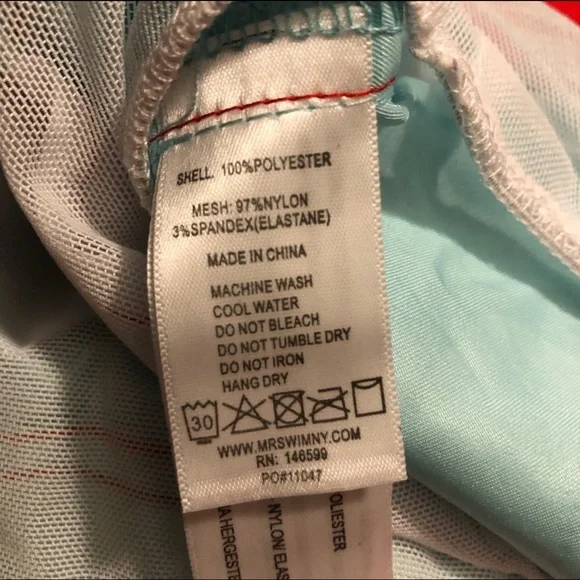 SHELL. 100%POLYESTER
MESH: 97%NYLON
3%SPANDEX(ELASTANE)
MADE IN CHINA
MACHINE WASH
COOL WATER
DO NOT BLEACH
DO NOT TUMBLE DRY
DO NOT IRON
HANG DRY
30
WWW.MRSWIMNY.COM
RN: 146599
PO#11047